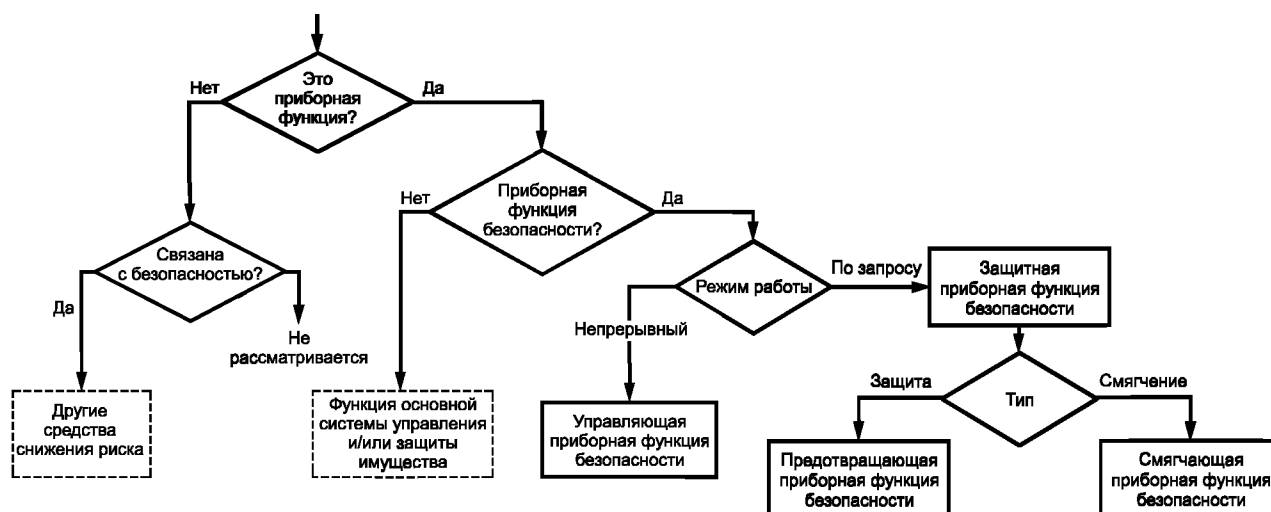 Это
приборная
функция?
Нет
Да
Приборная
функция
безопасности?
Нет
Да
Связана
с безопасностью?
Да
Не
рассматривается
Режим работы
По запросу
Непрерывный
Защитная
приборная функция
безопасности
Тип
Защита
Смягчение
Другие
средства
снижения риска
Функция основной
системы управления
и/или защиты
имущества
Управляющая
приборная функция
безопасности
Предотвращающая
приборная функция
безопасности
Смягчающая
приборная функция
безопасности